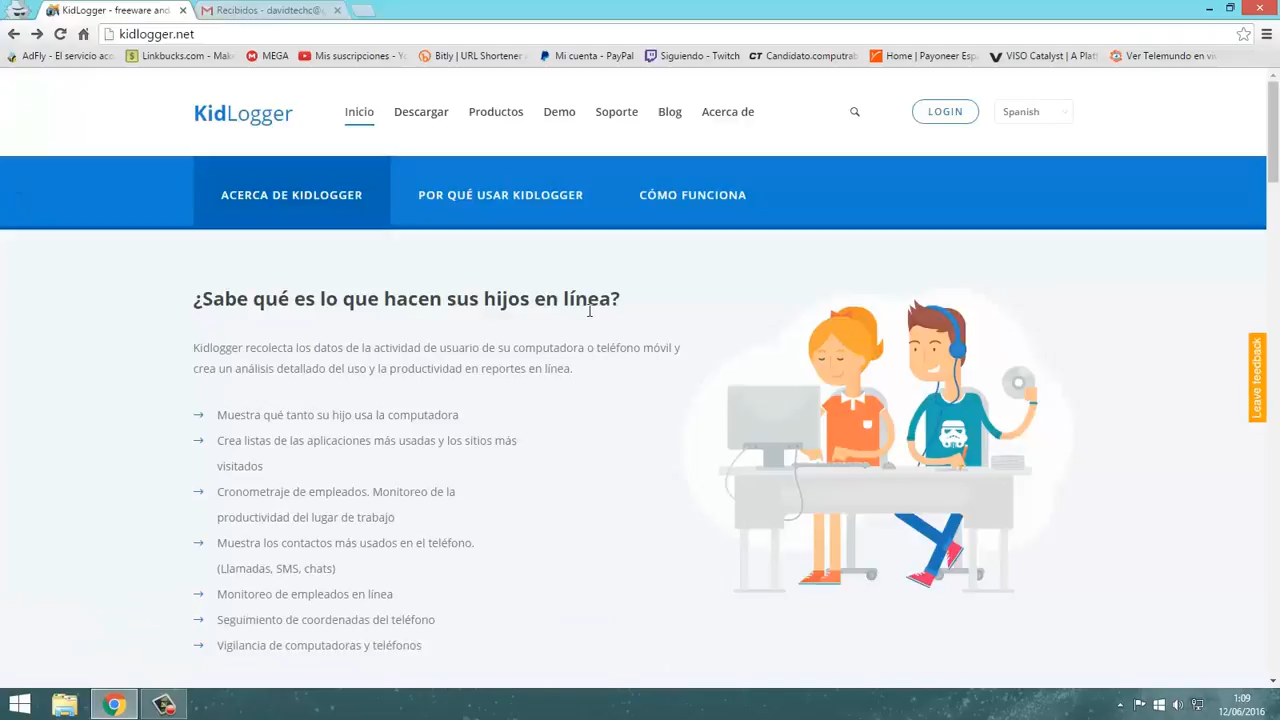 KidLogger – freeware and
Recibidos - davidtechc@g
kidlogger.net
AdFly - El servicio aco
Linkbucks.com - Make
MEGA
Mis suscripciones - Yo
Bitly | URL Shortener
Mi cuenta - PayPal
Siguiendo - Twitch
Candidato.computrab
Home | Payoneer Esp
VISO Catalyst | A Plat
Ver Telemundo en viv
KidLogger
Inicio
Descargar
Productos
Demo
Soporte
Blog
Acerca de
LOGIN
Spanish
ACERCA DE KIDLOGGER
POR QUÉ USAR KIDLOGGER
CÓMO FUNCIONA
¿Sabe qué es lo que hacen sus hijos en línea?
Kidlogger recolecta los datos de la actividad de usuario de su computadora o teléfono móvil y
crea un análisis detallado del uso y la productividad en reportes en línea.
Muestra qué tanto su hijo usa la computadora
Crea listas de las aplicaciones más usadas y los sitios más
visitados
Cronometraje de empleados. Monitoreo de la
productividad del lugar de trabajo
Muestra los contactos más usados en el teléfono.
(Llamadas, SMS, chats)
Monitoreo de empleados en línea
Seguimiento de coordenadas del teléfono
Vigilancia de computadoras y teléfonos
Leave feedback
1:09
12/06/2016